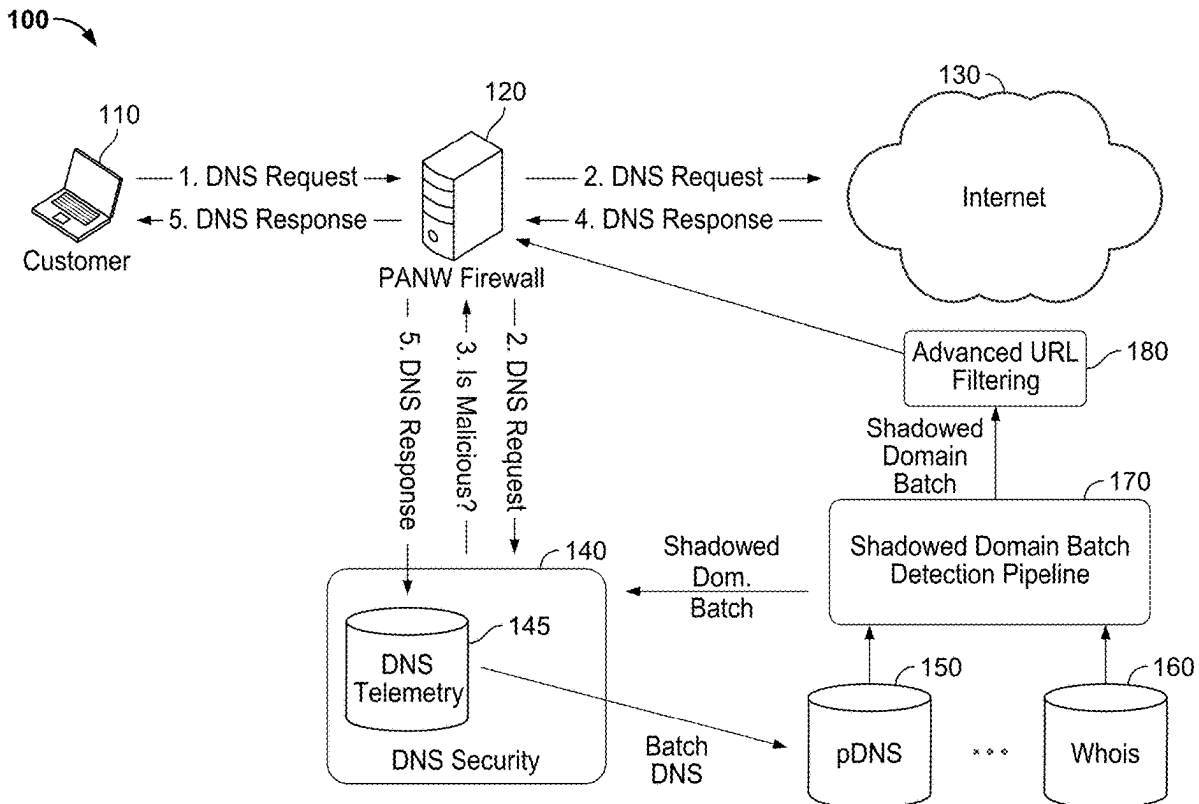 100
110
120
130
1. DNS Request
2. DNS Request
5. DNS Response
4. DNS Response
Internet
Customer
PANW Firewall
5. DNS Response
3. Is Malicious?
2. DNS Request
Advanced URL
Filtering
180
Shadowed
Domain
Batch
170
Shadowed Domain Batch
Detection Pipeline
Shadowed
Dom.
Batch
140
145
DNS
Telemetry
DNS Security
Batch
DNS
150
pDNS
160
Whois